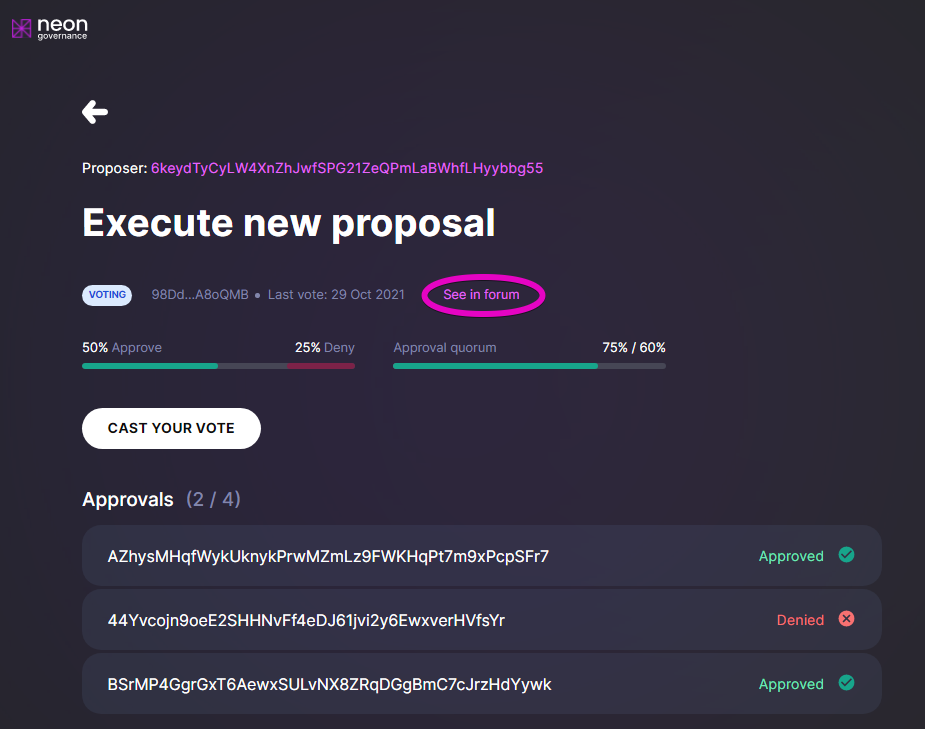 neon
governance
Proposer: 6keydTyCyLW4XnZhJwfSPG21ZeQPmLaBWhfLHyybbg55
Execute new proposal
VOTING 98Dd...A8oQMB • Last vote: 29 Oct 2021 See in forum
50% Approve 25% Deny Approval quorum 75% / 60%
CAST YOUR VOTE
Approvals (2 / 4)
AZhysMHqfWykUknykPrwMZmLz9FWKHqPt7m9xPcpSFr7 Approved
44Yvcojn9oeE2SHHNvFf4eDJ61jvi2y6EwxverHVfsYr Denied
BSrMP4GgrGxT6AewxSULvNX8ZRqDGgBmC7cJrzHdYywk Approved